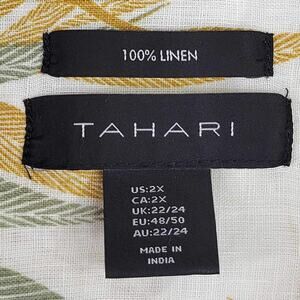 100% LINEN
TAHARI
US:2X
CA:2X
UK:22/24
EU:48/50
AU:22/24
MADE IN
INDIA